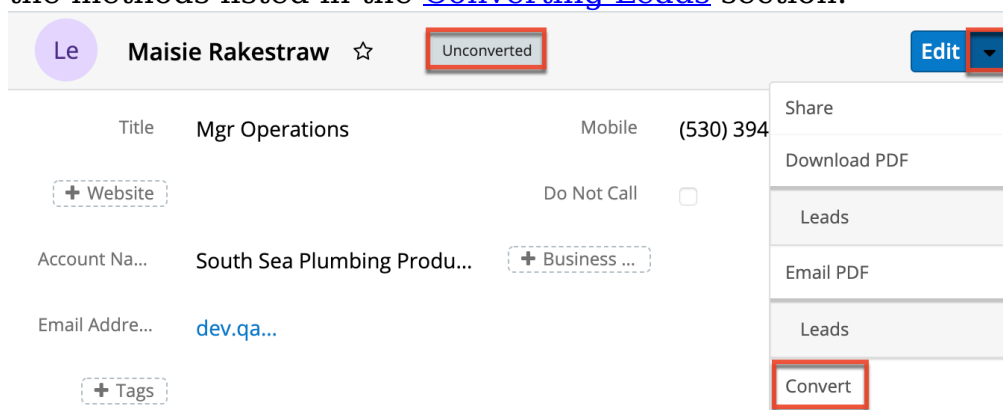 the methods listed in the Converting Leads section.
Le Maisie Rakestraw Unconverted Edit
Title Mgr Operations Mobile (530) 394
Share
Download PDF
+ Website Do Not Call
Leads
Account Na... South Sea Plumbing Produ... + Business ...
Email PDF
Email Addre... dev.qa...
Leads
+ Tags
Convert